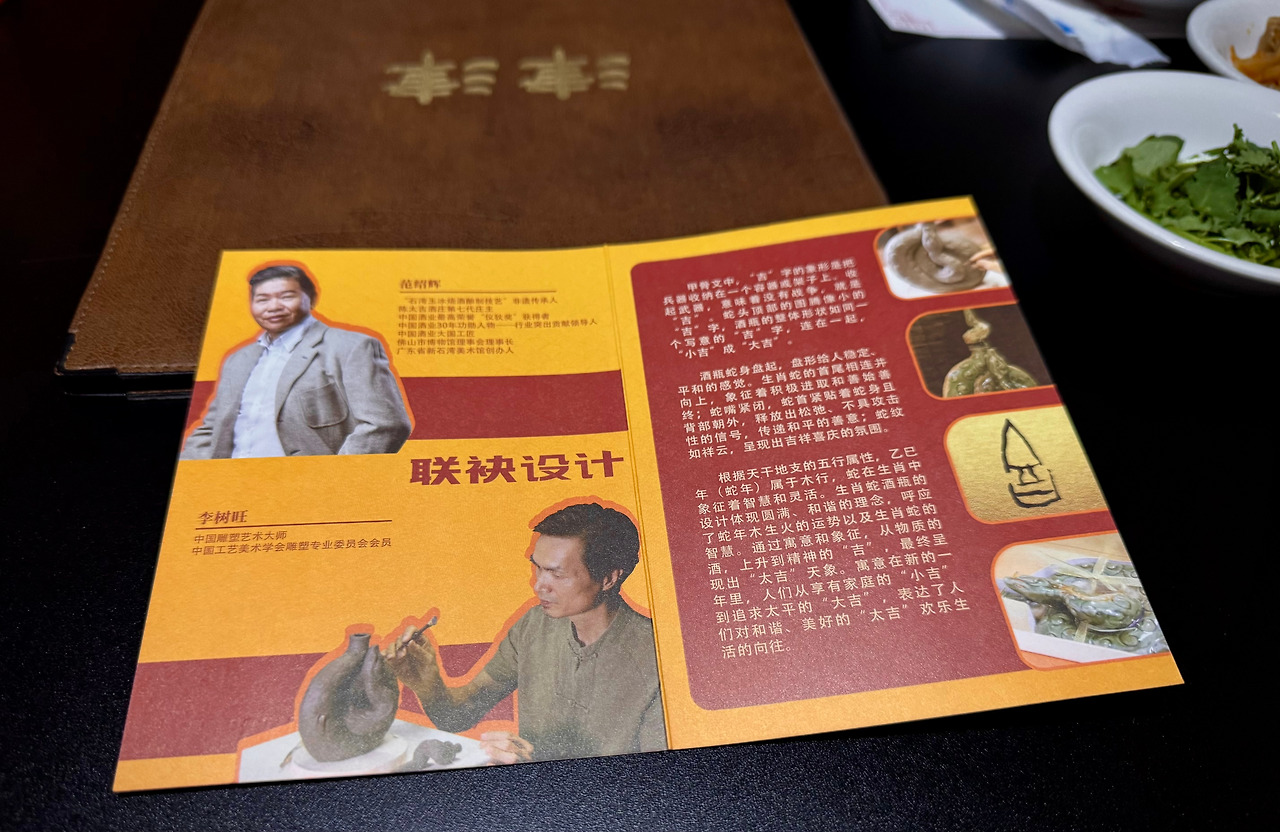 范绍辉
“石湾玉冰烧酒酿制技艺”非遗传承人
陈太吉酒庄第七代庄主
中国酒业最高荣誉“仪狄奖”获得者
中国酒业30年功勋人物——行业突出贡献领导人
中国酒业大国工匠
佛山市博物馆理事会理事长
广东省新石湾美术馆创办人
联袂设计
李树旺
中国雕塑艺术大师
中国工艺美术学会雕塑专业委员会会员
甲骨文中，“吉”字的象形是把
兵器收纳在一个容器或架子上。收
起武器，意味着没有战争，就是
“吉”。蛇头顶部的图腾像小的
“吉”字，酒瓶的整体形状如同一
个写意的“吉”字，连在一起，
“小吉”成“大吉”。
酒瓶蛇身盘起，盘形给人稳定、
平和的感觉。生肖蛇的首尾相连并
向上，象征着积极进取和善始善
终；蛇嘴紧闭，蛇首紧贴着蛇身且
背部朝外，释放出松弛、不具攻击
性的信号，传递和平的善意；蛇纹
如祥云，呈现出吉祥喜庆的氛围。
根据天干地支的五行属性，乙巳
年（蛇年）属于木行，蛇在生肖中
象征着智慧和灵活。生肖蛇酒瓶的
设计体现圆满、和谐的理念，呼应
了蛇年木生火的运势以及生肖蛇的
智慧。通过寓意和象征，从物质的
酒，上升到精神的“吉”，最终呈
现出“太吉”天象。寓意在新的一
年里，人们从享有家庭的“小吉”
到追求太平的“大吉”，表达了人
们对和谐、美好的“太吉”欢乐生
活的向往。